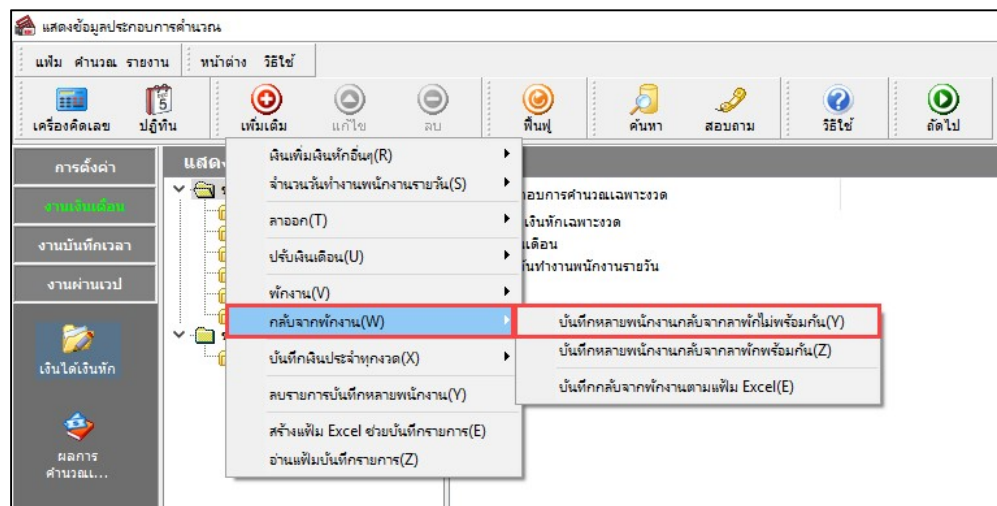 แสดงข้อมูลประกอบการคำนวณ
แฟ้ม คำนวณ รายงาน หน้าต่าง วิธีใช้
เครื่องคิดเลข ปฏิทิน เพิ่มเติม แก้ไข ลบ ฟื้นฟู ค้นหา สอบถาม วิธีใช้ ถัดไป
การตั้งค่า
งานเงินเดือน
งานบันทึกเวลา
งานผ่านเวป
เงินได้เงินหัก
ผลการ
คำนวณเ...
แสดง
เงินเพิ่มเงินหักอื่นๆ(R)
จำนวนวันทำงานพนักงานรายวัน(S)
ลาออก(T)
ปรับเงินเดือน(U)
พักงาน(V)
กลับจากพักงาน(W)
บันทึกเงินประจำทุกงวด(X)
ลบรายการบันทึกหลายพนักงาน(Y)
สร้างแฟ้ม Excel ช่วยบันทึกรายการ(E)
อ่านแฟ้มบันทึกรายการ(Z)
อบการคำนวณเฉพาะงวด
เงินหักเฉพาะงวด
นเดือน
ันทำงานพนักงานรายวัน
บันทึกหลายพนักงานกลับจากลาพักไม่พร้อมกัน(Y)
บันทึกหลายพนักงานกลับจากลาพักพร้อมกัน(Z)
บันทึกกลับจากพักงานตามแฟ้ม Excel(E)